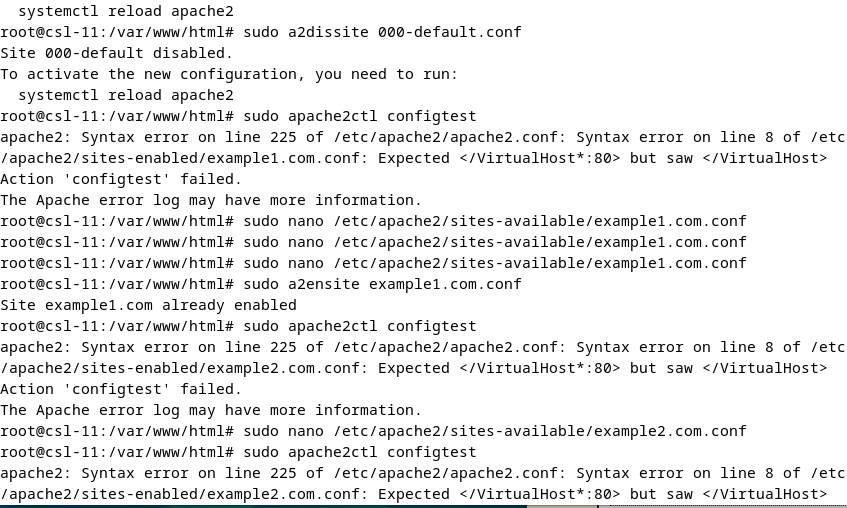 systemctl reload apache2
root@csl-11:/var/www/html# sudo a2dissite 000-default.conf
Site 000-default disabled.
To activate the new configuration, you need to run:
  systemctl reload apache2
root@csl-11:/var/www/html# sudo apache2ctl configtest
apache2: Syntax error on line 225 of /etc/apache2/apache2.conf: Syntax error on line 8 of /etc
/apache2/sites-enabled/example1.com.conf: Expected </VirtualHost*:80> but saw </VirtualHost>
Action 'configtest' failed.
The Apache error log may have more information.
root@csl-11:/var/www/html# sudo nano /etc/apache2/sites-available/example1.com.conf
root@csl-11:/var/www/html# sudo nano /etc/apache2/sites-available/example1.com.conf
root@csl-11:/var/www/html# sudo nano /etc/apache2/sites-available/example1.com.conf
root@csl-11:/var/www/html# sudo a2ensite example1.com.conf
Site example1.com already enabled
root@csl-11:/var/www/html# sudo apache2ctl configtest
apache2: Syntax error on line 225 of /etc/apache2/apache2.conf: Syntax error on line 8 of /etc
/apache2/sites-enabled/example2.com.conf: Expected </VirtualHost*:80> but saw </VirtualHost>
Action 'configtest' failed.
The Apache error log may have more information.
root@csl-11:/var/www/html# sudo nano /etc/apache2/sites-available/example2.com.conf
root@csl-11:/var/www/html# sudo apache2ctl configtest
apache2: Syntax error on line 225 of /etc/apache2/apache2.conf: Syntax error on line 8 of /etc
/apache2/sites-enabled/example2.com.conf: Expected </VirtualHost*:80> but saw </VirtualHost>